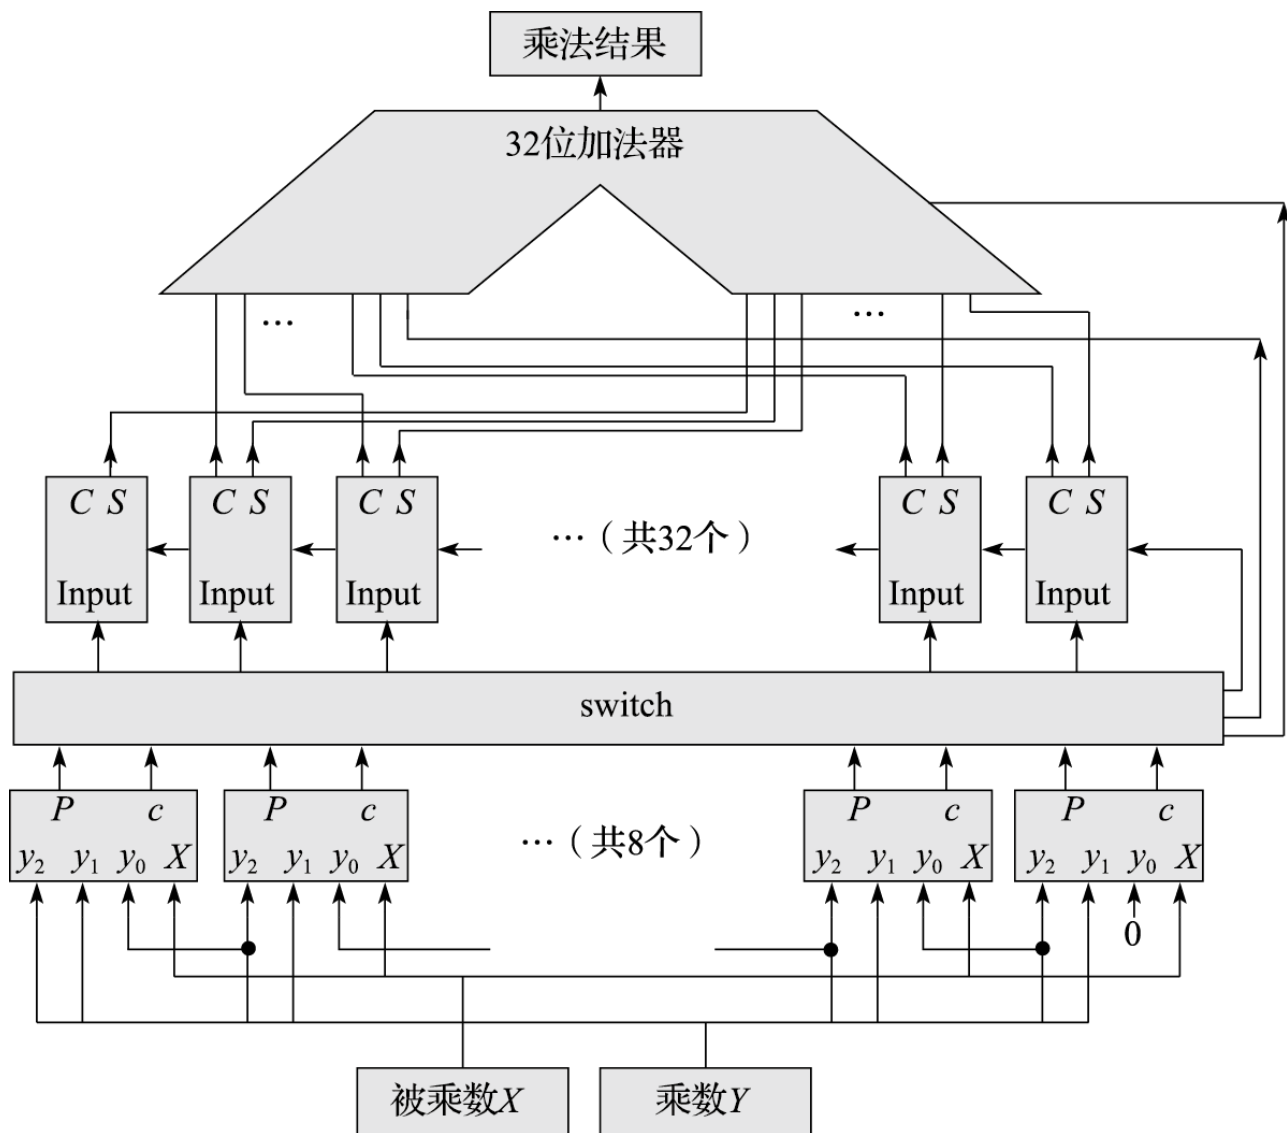 乘法结果
32位加法器
… …
C S C S C S …（共32个） C S C S
Input Input Input Input Input
switch
P c P c …（共8个） P c P c
y₂ y₁ y₀ X y₂ y₁ y₀ X y₂ y₁ y₀ X y₂ y₁ y₀ X
0
被乘数X 乘数Y